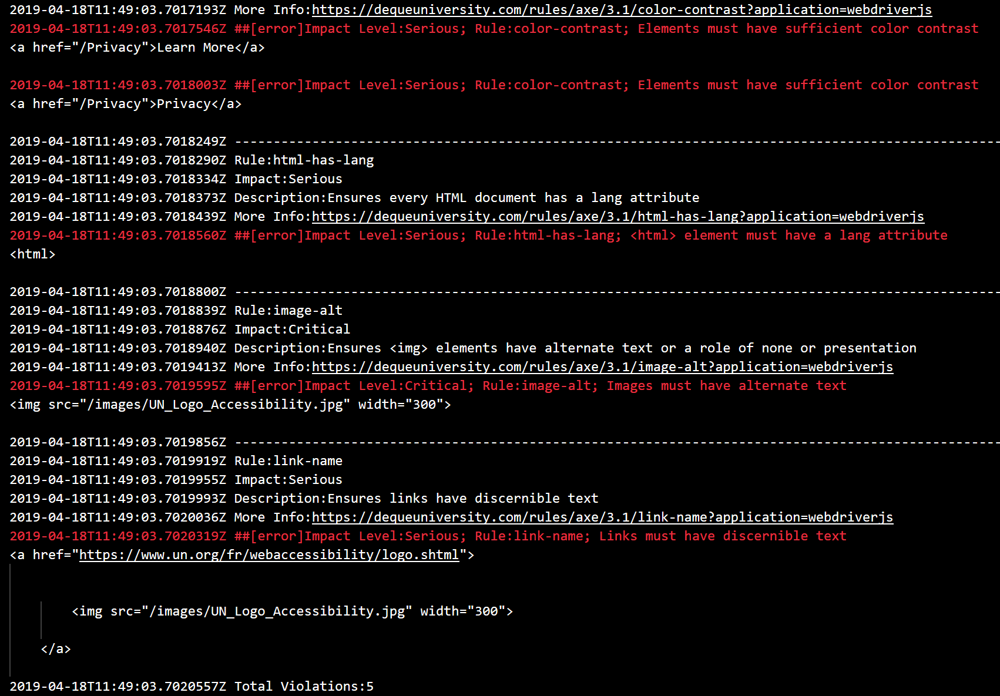 2019-04-18T11:49:03.7017193Z More Info:https://dequeuniversity.com/rules/axe/3.1/color-contrast?application=webdriverjs
2019-04-18T11:49:03.7017546Z ##[error]Impact Level:Serious; Rule:color-contrast; Elements must have sufficient color contrast
<a href="/Privacy">Learn More</a>
2019-04-18T11:49:03.7018003Z ##[error]Impact Level:Serious; Rule:color-contrast; Elements must have sufficient color contrast
<a href="/Privacy">Privacy</a>
2019-04-18T11:49:03.7018249Z ---------------------------------------------------------------------------------------------------
2019-04-18T11:49:03.7018290Z Rule:html-has-lang
2019-04-18T11:49:03.7018334Z Impact:Serious
2019-04-18T11:49:03.7018373Z Description:Ensures every HTML document has a lang attribute
2019-04-18T11:49:03.7018439Z More Info:https://dequeuniversity.com/rules/axe/3.1/html-has-lang?application=webdriverjs
2019-04-18T11:49:03.7018560Z ##[error]Impact Level:Serious; Rule:html-has-lang; <html> element must have a lang attribute
<html>
2019-04-18T11:49:03.7018800Z ---------------------------------------------------------------------------------------------------
2019-04-18T11:49:03.7018839Z Rule:image-alt
2019-04-18T11:49:03.7018876Z Impact:Critical
2019-04-18T11:49:03.7018940Z Description:Ensures <img> elements have alternate text or a role of none or presentation
2019-04-18T11:49:03.7019413Z More Info:https://dequeuniversity.com/rules/axe/3.1/image-alt?application=webdriverjs
2019-04-18T11:49:03.7019595Z ##[error]Impact Level:Critical; Rule:image-alt; Images must have alternate text
<img src="/images/UN_Logo_Accessibility.jpg" width="300">
2019-04-18T11:49:03.7019856Z ---------------------------------------------------------------------------------------------------
2019-04-18T11:49:03.7019919Z Rule:link-name
2019-04-18T11:49:03.7019955Z Impact:Serious
2019-04-18T11:49:03.7019993Z Description:Ensures links have discernible text
2019-04-18T11:49:03.7020036Z More Info:https://dequeuniversity.com/rules/axe/3.1/link-name?application=webdriverjs
2019-04-18T11:49:03.7020319Z ##[error]Impact Level:Serious; Rule:link-name; Links must have discernible text
<a href="https://www.un.org/fr/webaccessibility/logo.shtml">
<img src="/images/UN_Logo_Accessibility.jpg" width="300">
</a>
2019-04-18T11:49:03.7020557Z Total Violations:5